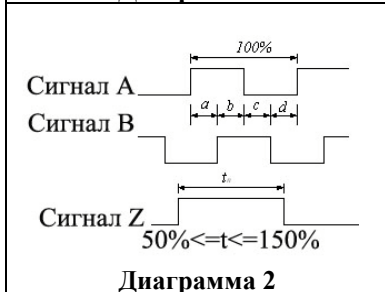 100%
Сигнал A
a b c d
Сигнал B
Сигнал Z
50%<=t<=150%
Диаграмма 2